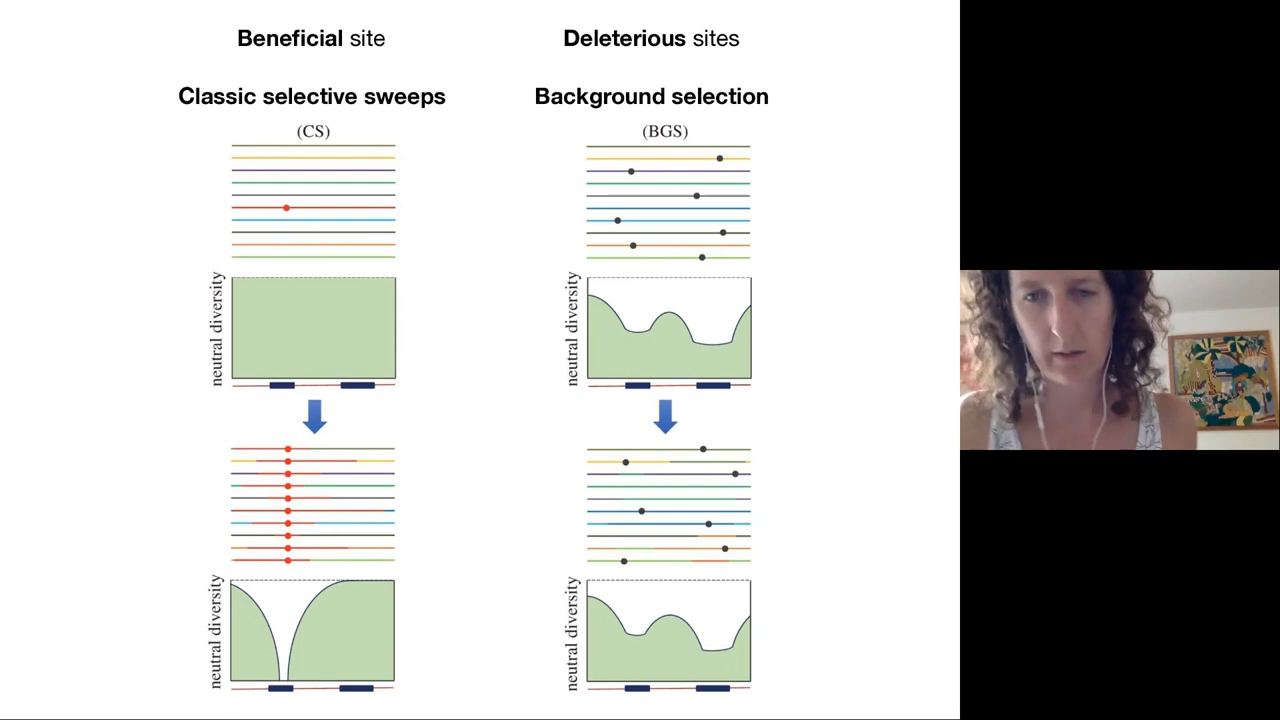 Beneficial site
Deleterious sites
Classic selective sweeps
Background selection
(CS)
(BGS)
neutral diversity
neutral diversity
neutral diversity
neutral diversity